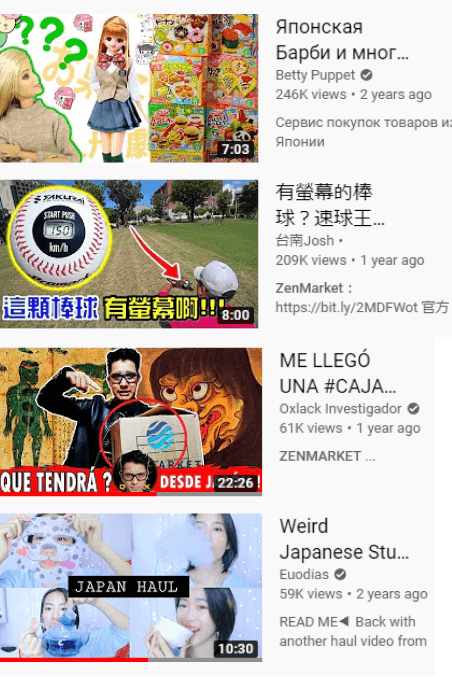 ???
7:03
Японская
Барби и мног...
Betty Puppet
246K views • 2 years ago
Сервис покупок товаров из
Японии
TAKURA
START PUSH
150
km/h
這顆棒球 有螢幕啊!!!
8:00
有螢幕的棒
球？速球王...
台南Josh •
209K views • 1 year ago
ZenMarket：
https://bit.ly/2MDFWot 官方
QUE TENDRÁ ?
MARKET
22:26
ME LLEGÓ
UNA #CAJA...
Oxlack Investigador
61K views • 1 year ago
ZENMARKET ...
JAPAN HAUL
10:30
Weird
Japanese Stu...
Euodias
59K views • 2 years ago
READ ME◀ Back with
another haul video from